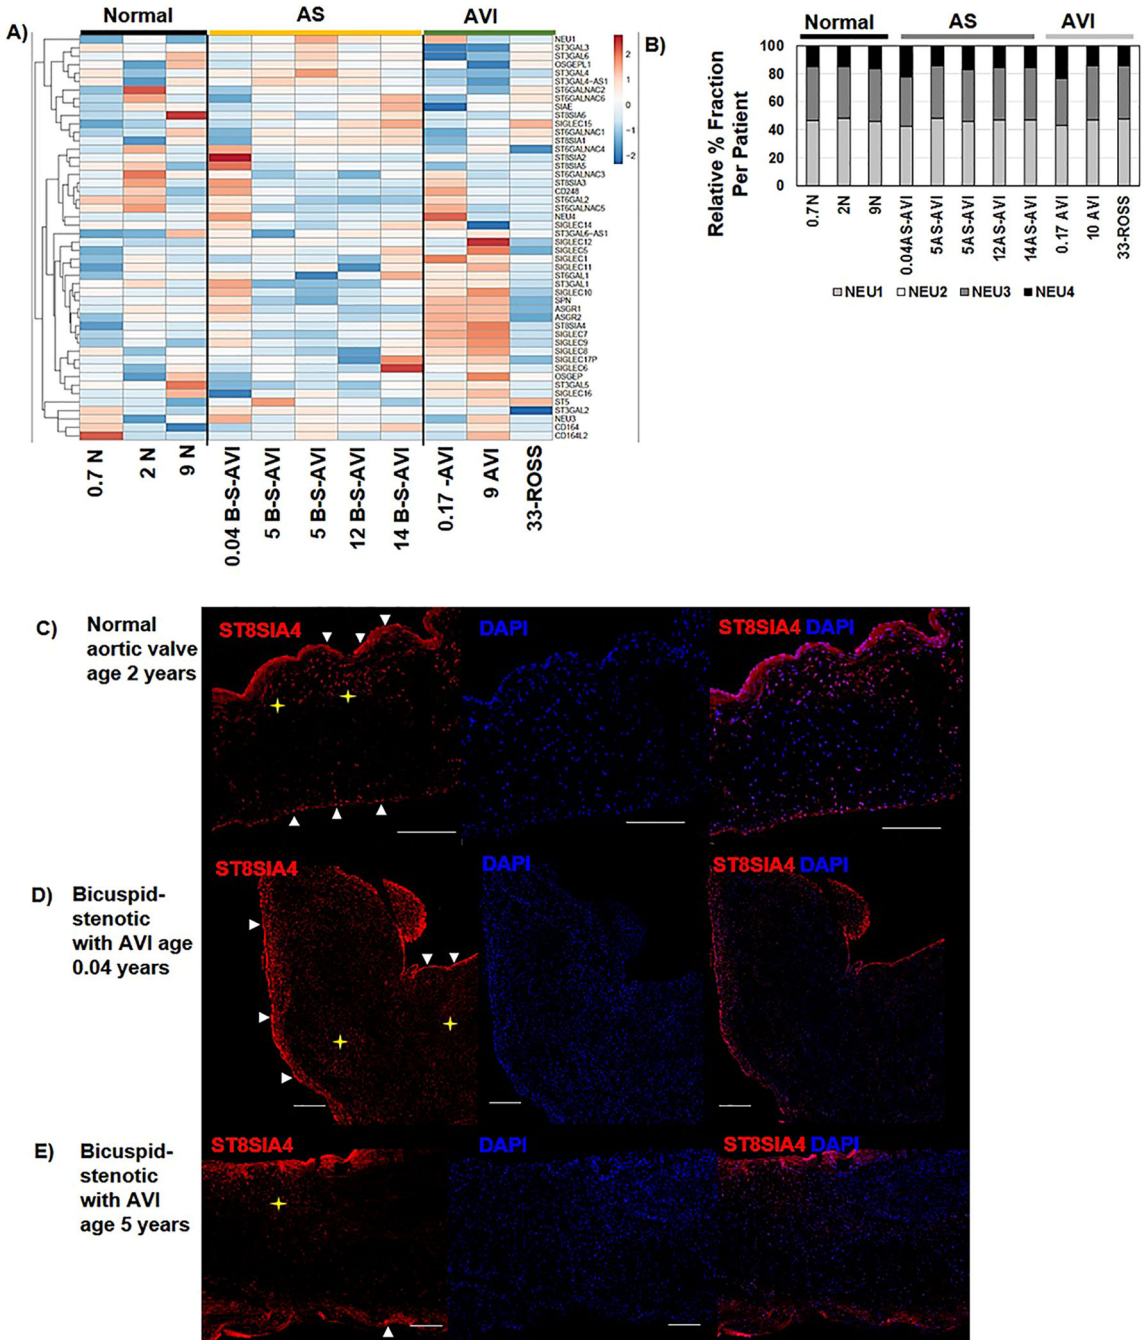 A)
Normal
AS
AVI
NEU1
ST3GAL3
ST3GAL6
OSGEPL1
ST3GAL4
ST3GAL4-AS1
ST6GALNAC2
ST6GALNAC6
SIAE
ST8SIA6
SIGLEC15
ST6GALNAC1
ST8SIA1
ST6GALNAC4
ST8SIA2
ST8SIA5
ST6GALNAC3
ST8SIA3
CD248
ST6GAL2
ST6GALNAC5
NEU4
SIGLEC14
ST3GAL6-AS1
SIGLEC12
SIGLEC5
SIGLEC1
SIGLEC11
ST6GAL1
ST3GAL1
SIGLEC10
SPN
ASGR1
ASGR2
ST8SIA4
SIGLEC7
SIGLEC9
SIGLEC8
SIGLEC17P
SIGLEC6
OSGEP
ST3GAL5
SIGLEC16
ST5
ST3GAL2
NEU3
CD164
CD164L2
2
1
0
-1
-2
0.7 N
2 N
9 N
0.04 B-S-AVI
5 B-S-AVI
5 B-S-AVI
12 B-S-AVI
14 B-S-AVI
0.17 -AVI
9 AVI
33-ROSS
B)
Normal
AS
AVI
Relative % Fraction
Per Patient
100
80
60
40
20
0
0.7 N
2N
9N
0.04AS-AVI
5AS-AVI
5AS-AVI
12AS-AVI
14AS-AVI
0.17 AVI
10 AVI
33-ROSS
NEU1 NEU2 NEU3 NEU4
C) Normal
aortic valve
age 2 years
ST8SIA4
DAPI
ST8SIA4 DAPI
D) Bicuspid-
stenotic
with AVI age
0.04 years
ST8SIA4
DAPI
ST8SIA4 DAPI
E) Bicuspid-
stenotic
with AVI
age 5 years
ST8SIA4
DAPI
ST8SIA4 DAPI